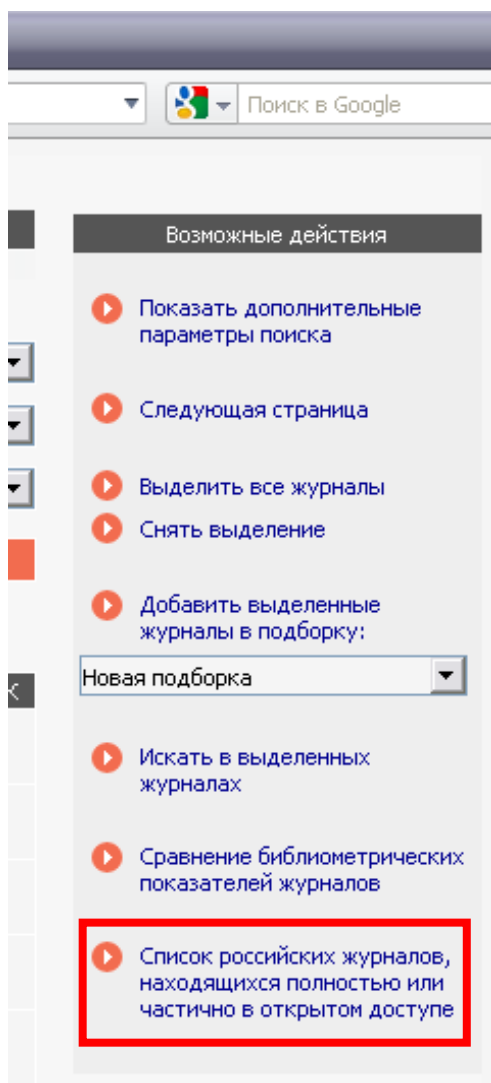 Поиск в Google
Возможные действия
Показать дополнительные
параметры поиска
Следующая страница
Выделить все журналы
Снять выделение
Добавить выделенные
журналы в подборку:
Новая подборка
Искать в выделенных
журналах
Сравнение библиометрических
показателей журналов
Список российских журналов,
находящихся полностью или
частично в открытом доступе